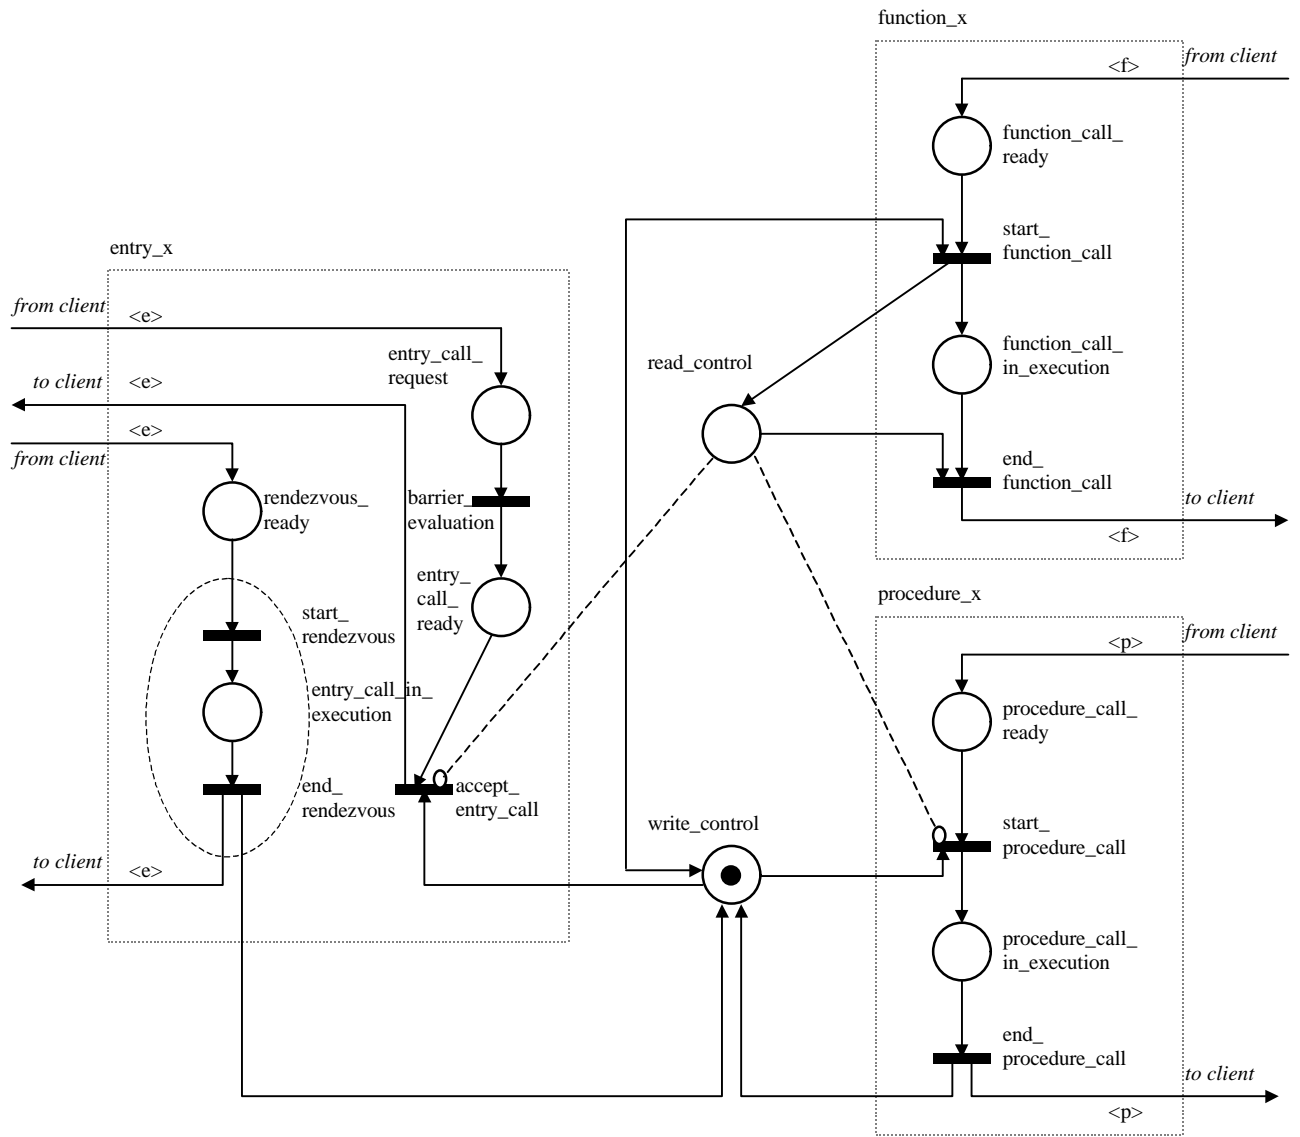 function_x
from client
<f>
function_call_
ready
start_
function_call
function_call_
in_execution
end_
function_call
to client
<f>
entry_x
from client
<e>
entry_call_
request
to client
<e>
<e>
from client
rendezvous_
ready
barrier_
evaluation
entry_
call_
ready
start_
rendezvous
entry_call_in_
execution
end_
rendezvous
accept_
entry_call
to client
<e>
read_control
write_control
procedure_x
from client
<p>
procedure_call_
ready
start_
procedure_call
procedure_call_
in_execution
end_
procedure_call
to client
<p>